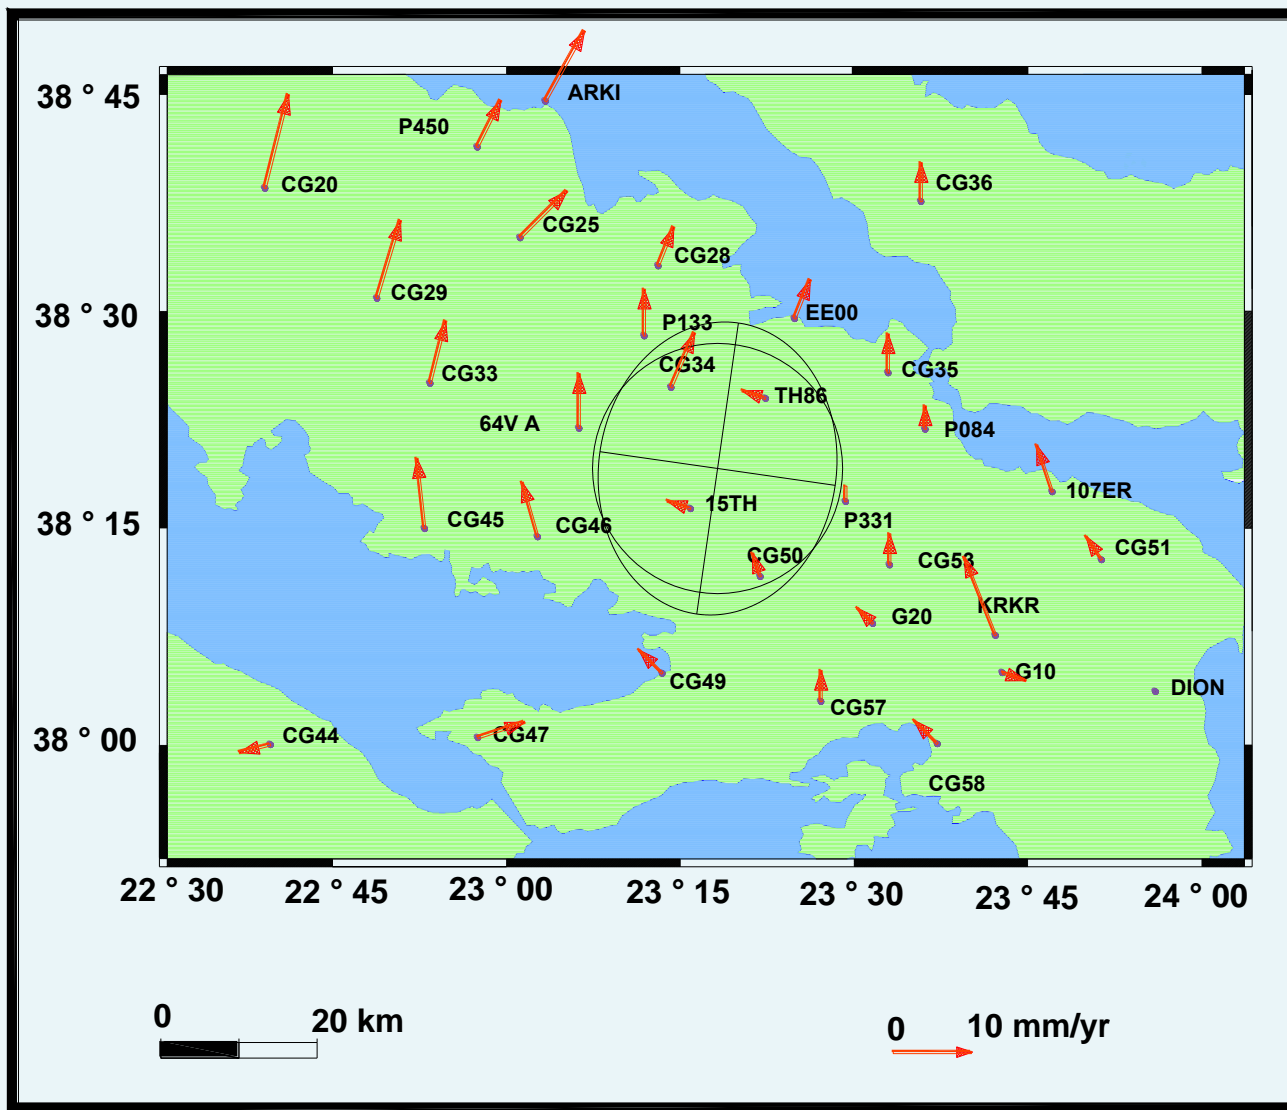 38 ° 45
ARKI
P450
CG20
CG36
CG25
CG28
CG29
38 ° 30
EE00
P133
CG34
CG35
CG33
TH86
64V A
P084
107ER
15TH
CG45
CG46
38 ° 15
P331
CG51
CG50
CG53
KRKR
G20
G10
CG49
DION
CG57
CG47
CG44
38 ° 00
CG58
22 ° 30
22 ° 45
23 ° 00
23 ° 15
23 ° 30
23 ° 45
24 ° 00
0 20 km
0 10 mm/yr